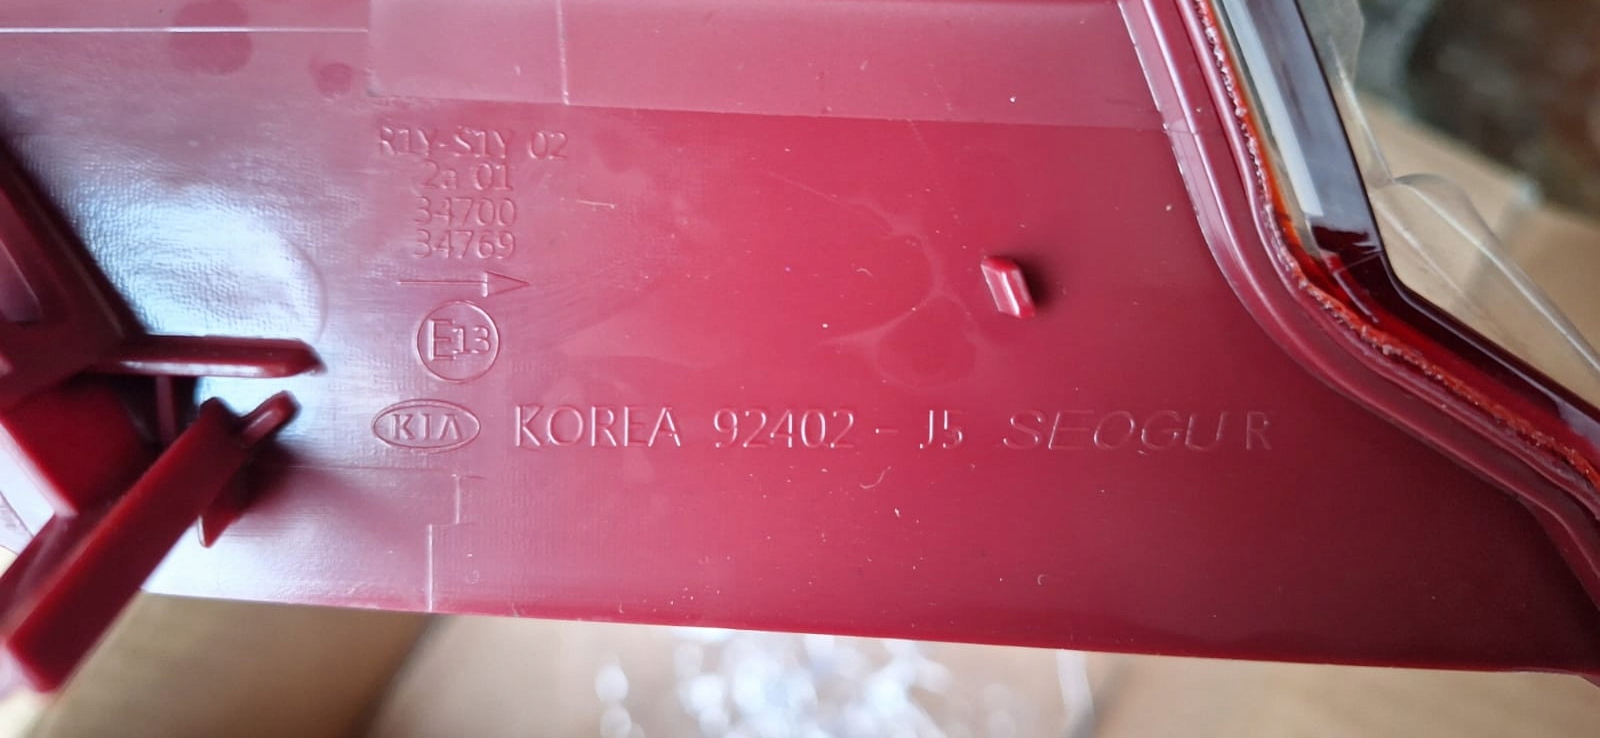 R1Y-S1Y 02
2a 01
34700
34769
E13
KIA KOREA 92402-J5 SEOGU R